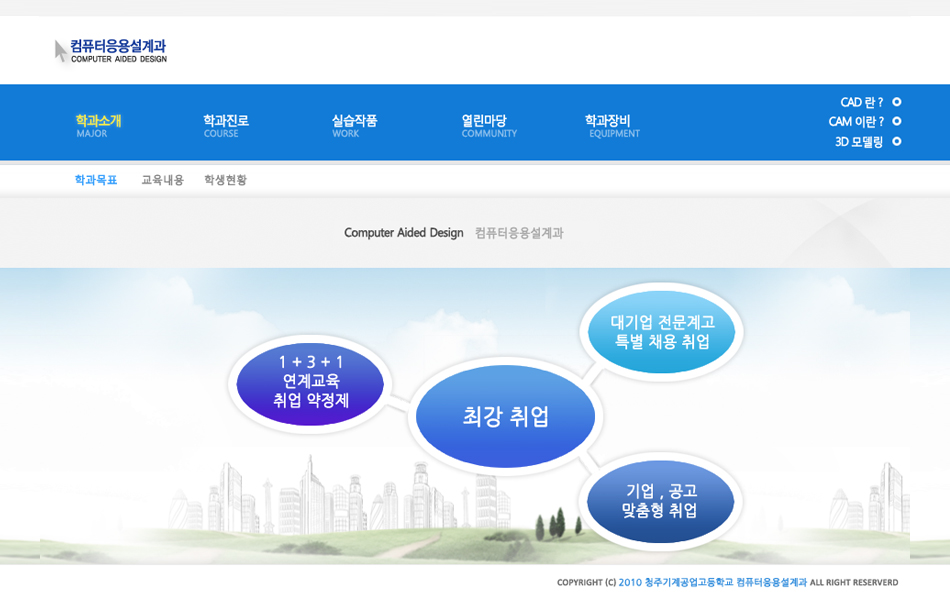 컴퓨터응용설계과
COMPUTER AIDED DESIGN
학과소개
MAJOR
학과진로
COURSE
실습작품
WORK
열린마당
COMMUNITY
학과장비
EQUIPMENT
CAD 란 ?
CAM 이란 ?
3D 모델링
학과목표 교육내용 학생현황
Computer Aided Design 컴퓨터응용설계과
대기업 전문계고
특별 채용 취업
1 + 3 + 1
연계교육
취업 약정제
최강 취업
기업 , 공고
맞춤형 취업
COPYRIGHT (C) 2010 청주기계공업고등학교 컴퓨터응용설계과 ALL RIGHT RESERVERD